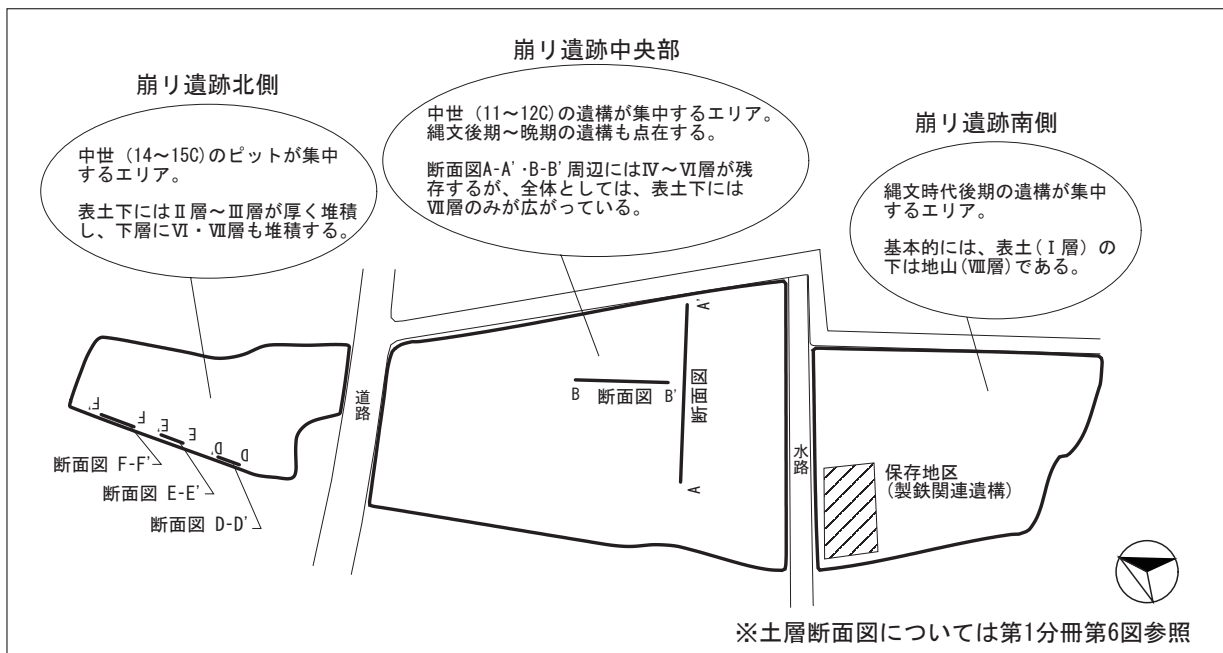 崩リ遺跡北側
中世 (14～15C)のピットが集中
するエリア。
表土下にはⅡ層～Ⅲ層が厚く堆積
し、下層にⅥ・Ⅶ層も堆積する。
崩リ遺跡中央部
中世 (11～12C)の遺構が集中するエリア。
縄文後期～晩期の遺構も点在する。
断面図A-A'・B-B'周辺にはⅣ～Ⅵ層が残
存するが、全体としては、表土下には
Ⅶ層のみが広がっている。
崩リ遺跡南側
縄文時代後期の遺構が集中
するエリア。
基本的には、表土(Ⅰ層)の
下は地山(Ⅷ層)である。
F'
F
E'
E
D'
D
断面図 F-F'
断面図 E-E'
断面図 D-D'
道路
B 断面図 B'
A'
断面図
A
水路
保存地区
(製鉄関連遺構)
※土層断面図については第1分冊第6図参照